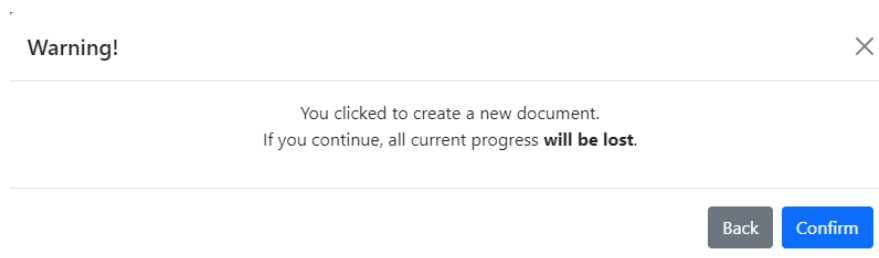 Warning!
You clicked to create a new document.
If you continue, all current progress will be lost.
Back Confirm